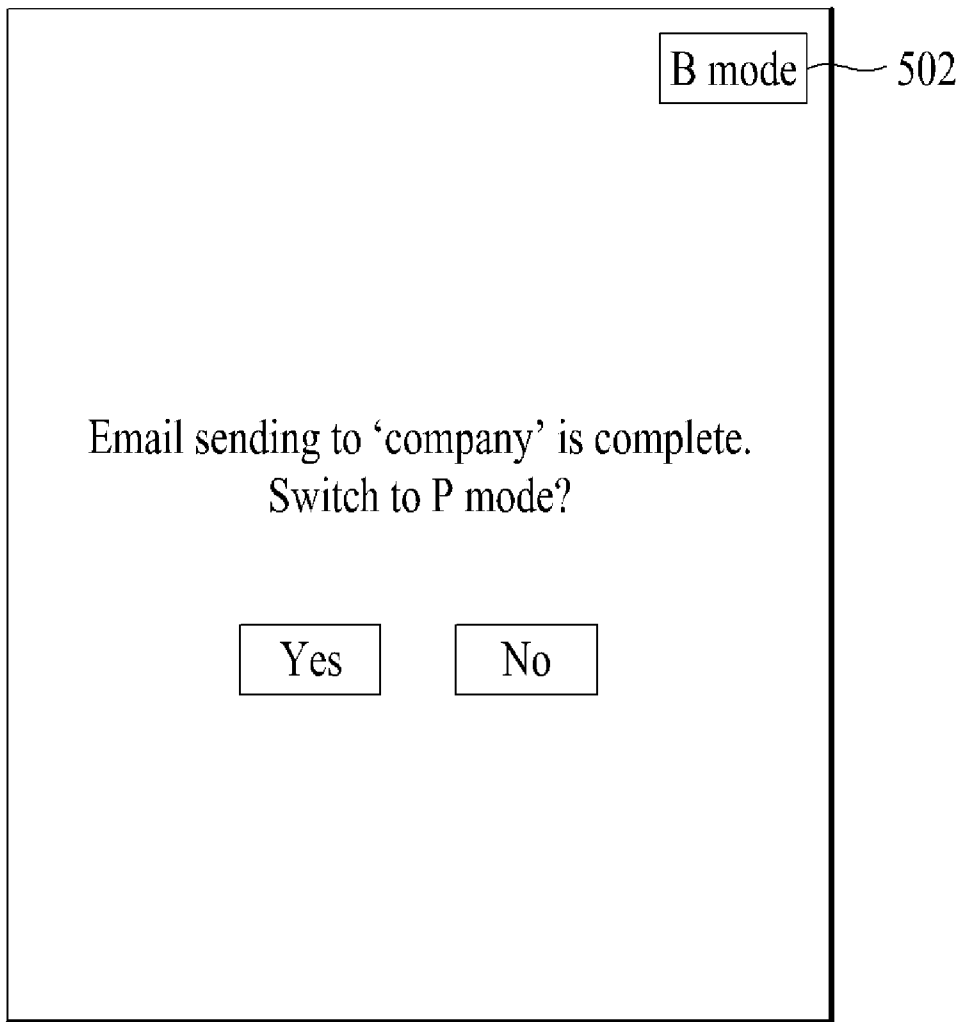 B mode
502
Email sending to ‘company’ is complete.
Switch to P mode?
Yes
No